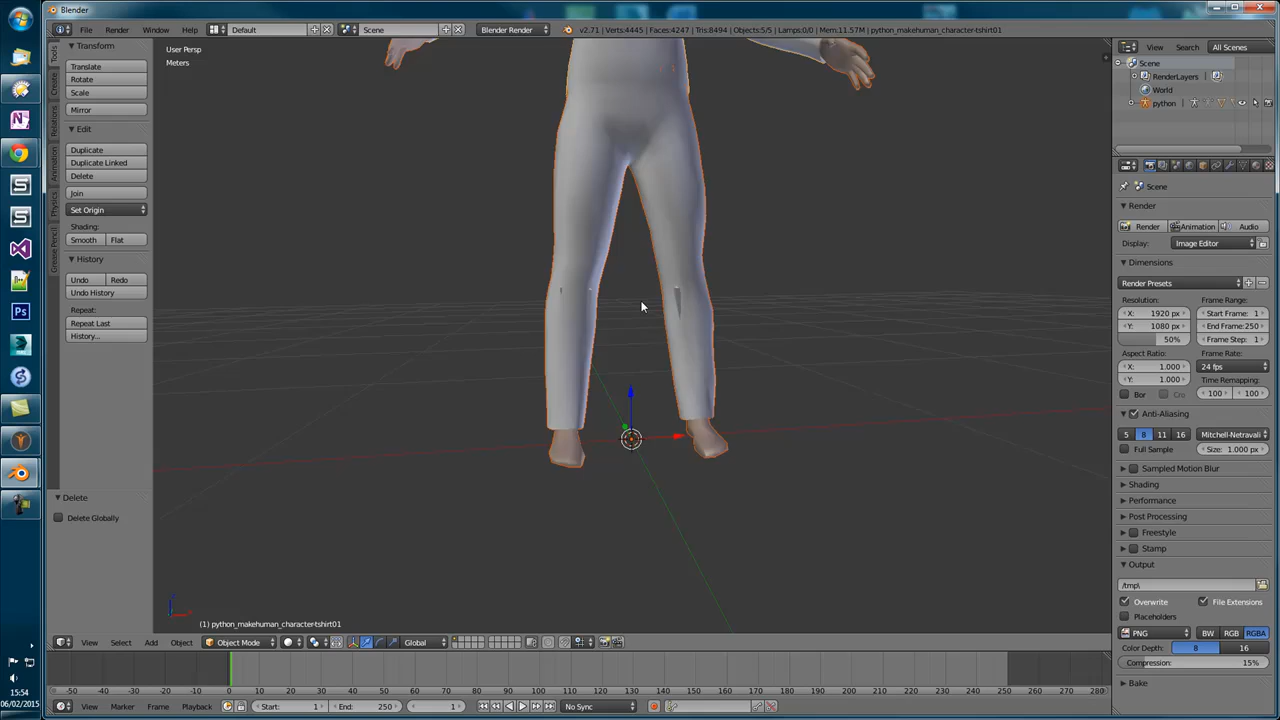 Blender
File Render Window Help Default Scene Blender Render v2.71 | Verts:4445 | Faces:4247 | Tris:8494 | Objects:5/5 | Lamps:0/0 | Mem:11.57M | python_makehuman_character-tshirt01
Tools
Create
Relations
Animation
Physics
Grease Pencil
Transform
Translate
Rotate
Scale
Mirror
Edit
Duplicate
Duplicate Linked
Delete
Join
Set Origin
Shading:
Smooth Flat
History
Undo Redo
Undo History
Repeat:
Repeat Last
History...
Delete
Delete Globally
User Persp
Meters
(1) python_makehuman_character-tshirt01
View Select Add Object Object Mode Global
-50 -40 -30 -20 -10 0 10 20 30 40 50 60 70 80 90 100 110 120 130 140 150 160 170 180 190 200 210 220 230 240 250 260 270 280
View Marker Frame Playback Start: 1 End: 250 1 No Sync
View Search All Scenes
Scene
RenderLayers
World
python
Scene
Render
Render Animation Audio
Display: Image Editor
Dimensions
Render Presets
Resolution: Frame Range:
X: 1920 px Start Frame: 1
Y: 1080 px End Frame: 250
50% Frame Step: 1
Aspect Ratio: Frame Rate:
X: 1.000 24 fps
Y: 1.000 Time Remapping:
Bor Cro 100 100
Anti-Aliasing
5 8 11 16 Mitchell-Netravali
Full Sample Size: 1.000 px
Sampled Motion Blur
Shading
Performance
Post Processing
Freestyle
Stamp
Output
/tmp\
Overwrite File Extensions
Placeholders
PNG BW RGB RGBA
Color Depth: 8 16
Compression: 15%
Bake
Ps
15:54
06/02/2015